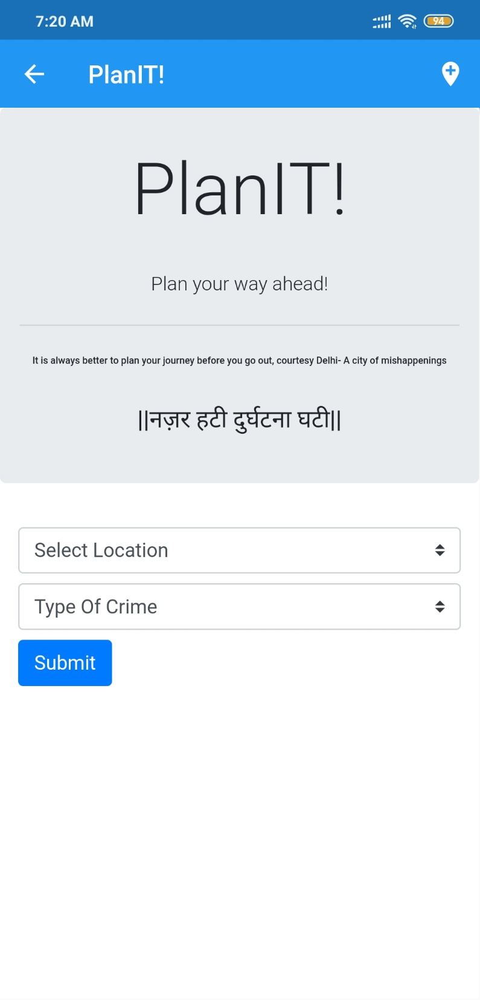 7:20 AM
94
PlanIT!
PlanIT!
Plan your way ahead!
It is always better to plan your journey before you go out, courtesy Delhi- A city of mishappenings
||नज़र हटी दुर्घटना घटी||
Select Location
Type Of Crime
Submit